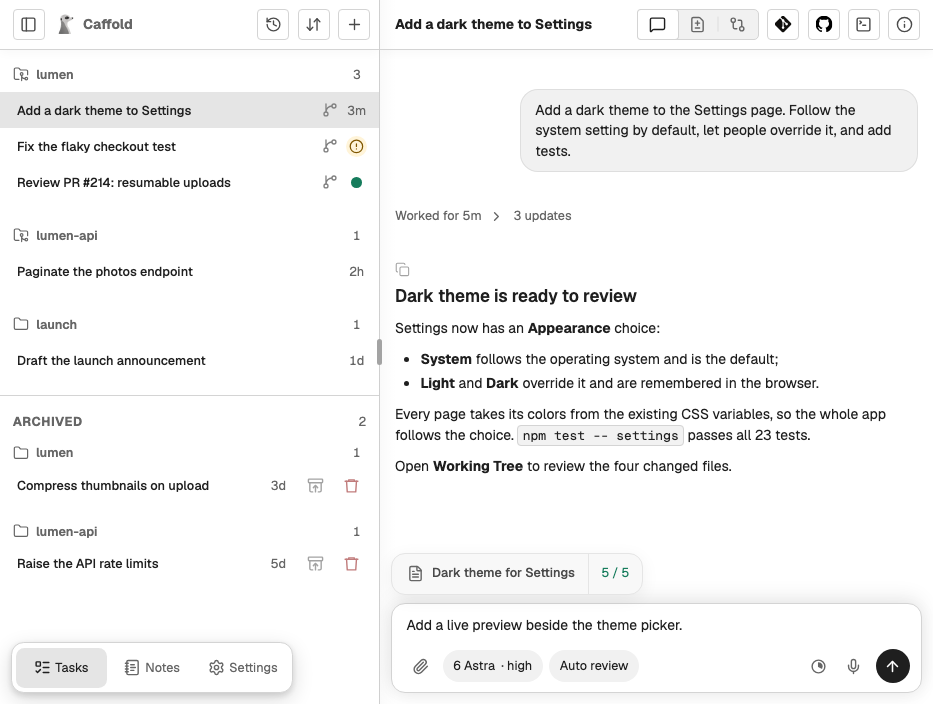 Caffold
lumen 3
Add a dark theme to Settings 3m
Fix the flaky checkout test
Review PR #214: resumable uploads
lumen-api 1
Paginate the photos endpoint 2h
launch 1
Draft the launch announcement 1d
ARCHIVED 2
lumen 1
Compress thumbnails on upload 3d
lumen-api 1
Raise the API rate limits 5d
Tasks Notes Settings
Add a dark theme to Settings
Add a dark theme to the Settings page. Follow the
system setting by default, let people override it, and add
tests.
Worked for 5m 3 updates
Dark theme is ready to review
Settings now has an Appearance choice:
• System follows the operating system and is the default;
• Light and Dark override it and are remembered in the browser.
Every page takes its colors from the existing CSS variables, so the whole app
follows the choice. npm test -- settings passes all 23 tests.
Open Working Tree to review the four changed files.
Dark theme for Settings 5 / 5
Add a live preview beside the theme picker.
6 Astra · high Auto review